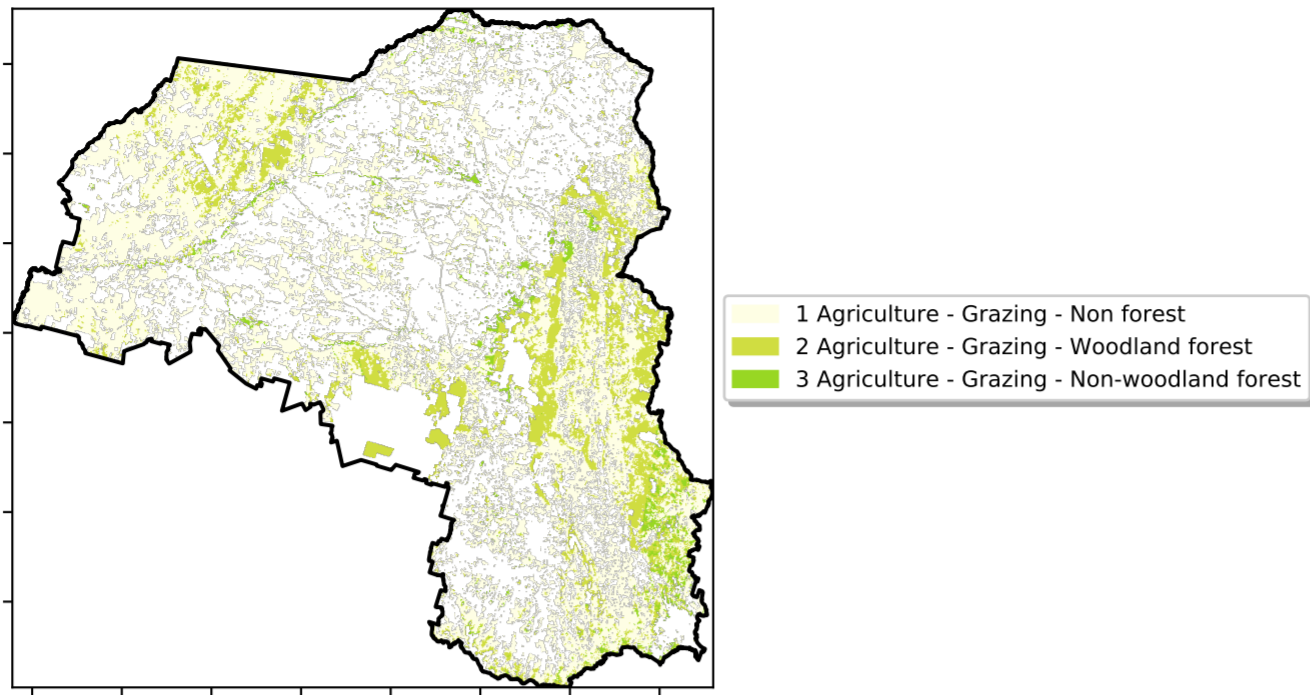 1 Agriculture - Grazing - Non forest
2 Agriculture - Grazing - Woodland forest
3 Agriculture - Grazing - Non-woodland forest